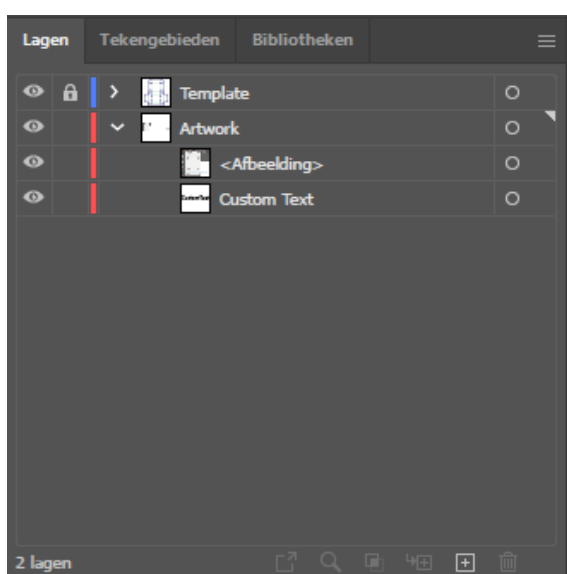 Lagen Tekengebieden Bibliotheken
Template
Artwork
<Afbeelding>
Custom Text
2 lagen